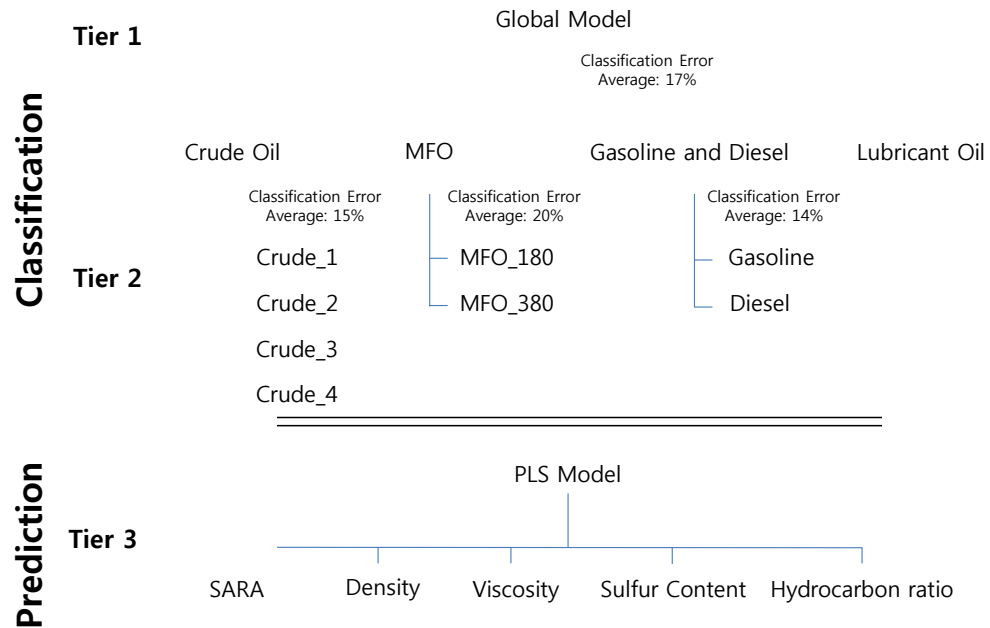 Tier 1
Global Model
Classification Error
Average: 17%
Classification
Crude Oil
MFO
Gasoline and Diesel
Lubricant Oil
Classification Error
Average: 15%
Classification Error
Average: 20%
Classification Error
Average: 14%
Tier 2
Crude_1
Crude_2
Crude_3
Crude_4
MFO_180
MFO_380
Gasoline
Diesel
Prediction
Tier 3
PLS Model
SARA
Density
Viscosity
Sulfur Content
Hydrocarbon ratio